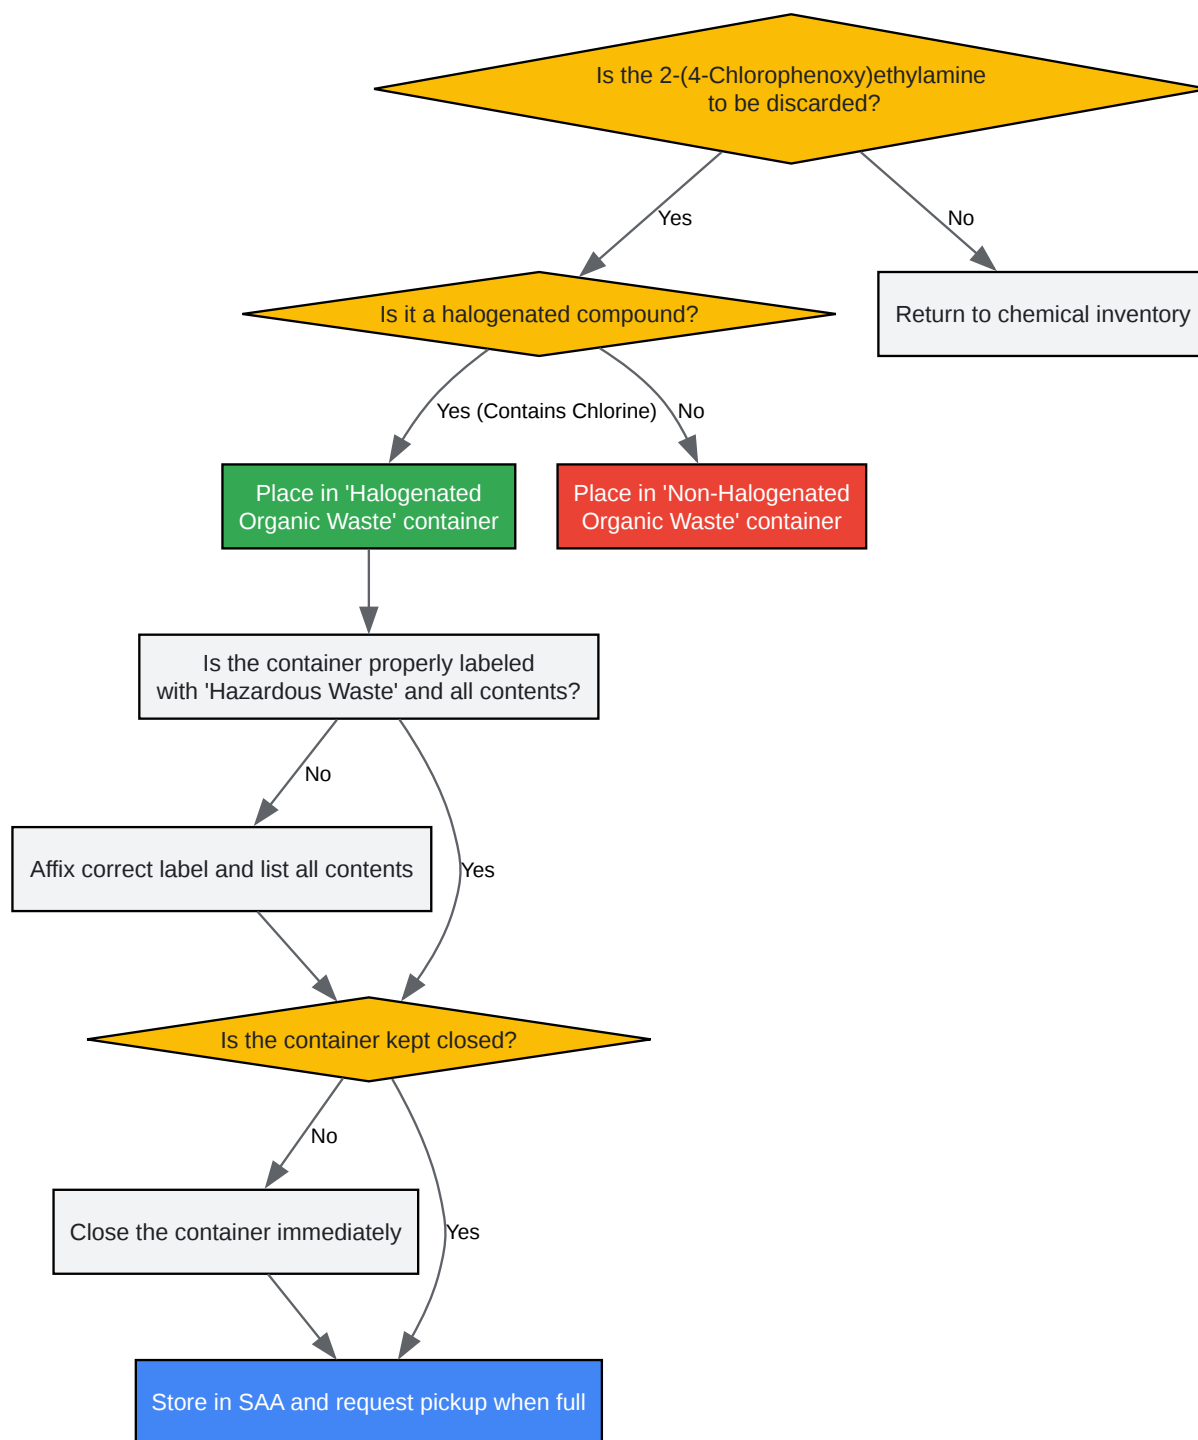 Is the 2-(4-Chlorophenoxy)ethylamine
to be discarded?
Yes
No
Is it a halogenated compound?
Return to chemical inventory
Yes (Contains Chlorine)
No
Place in 'Halogenated
Organic Waste' container
Place in 'Non-Halogenated
Organic Waste' container
Is the container properly labeled
with 'Hazardous Waste' and all contents?
No
Affix correct label and list all contents
Yes
Is the container kept closed?
No
Close the container immediately
Yes
Store in SAA and request pickup when full